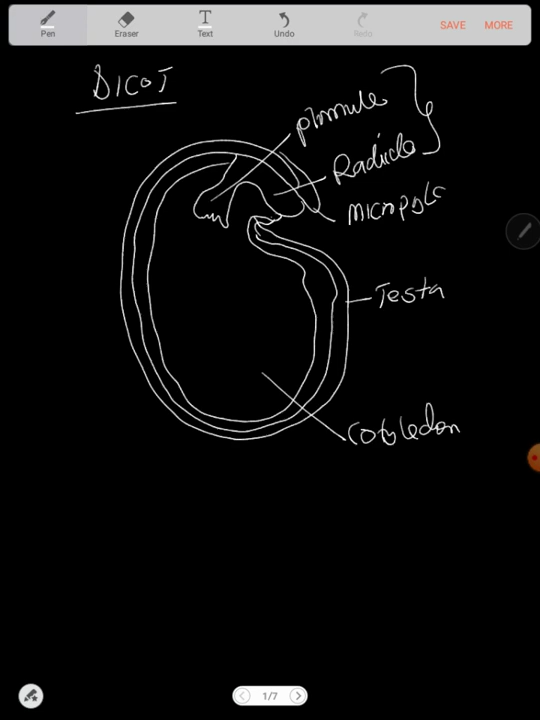 Pen
Eraser
Text
Undo
Redo
SAVE
MORE
DICOT
plumule
Radicle
micropyle
Testa
cotyledon
1/7